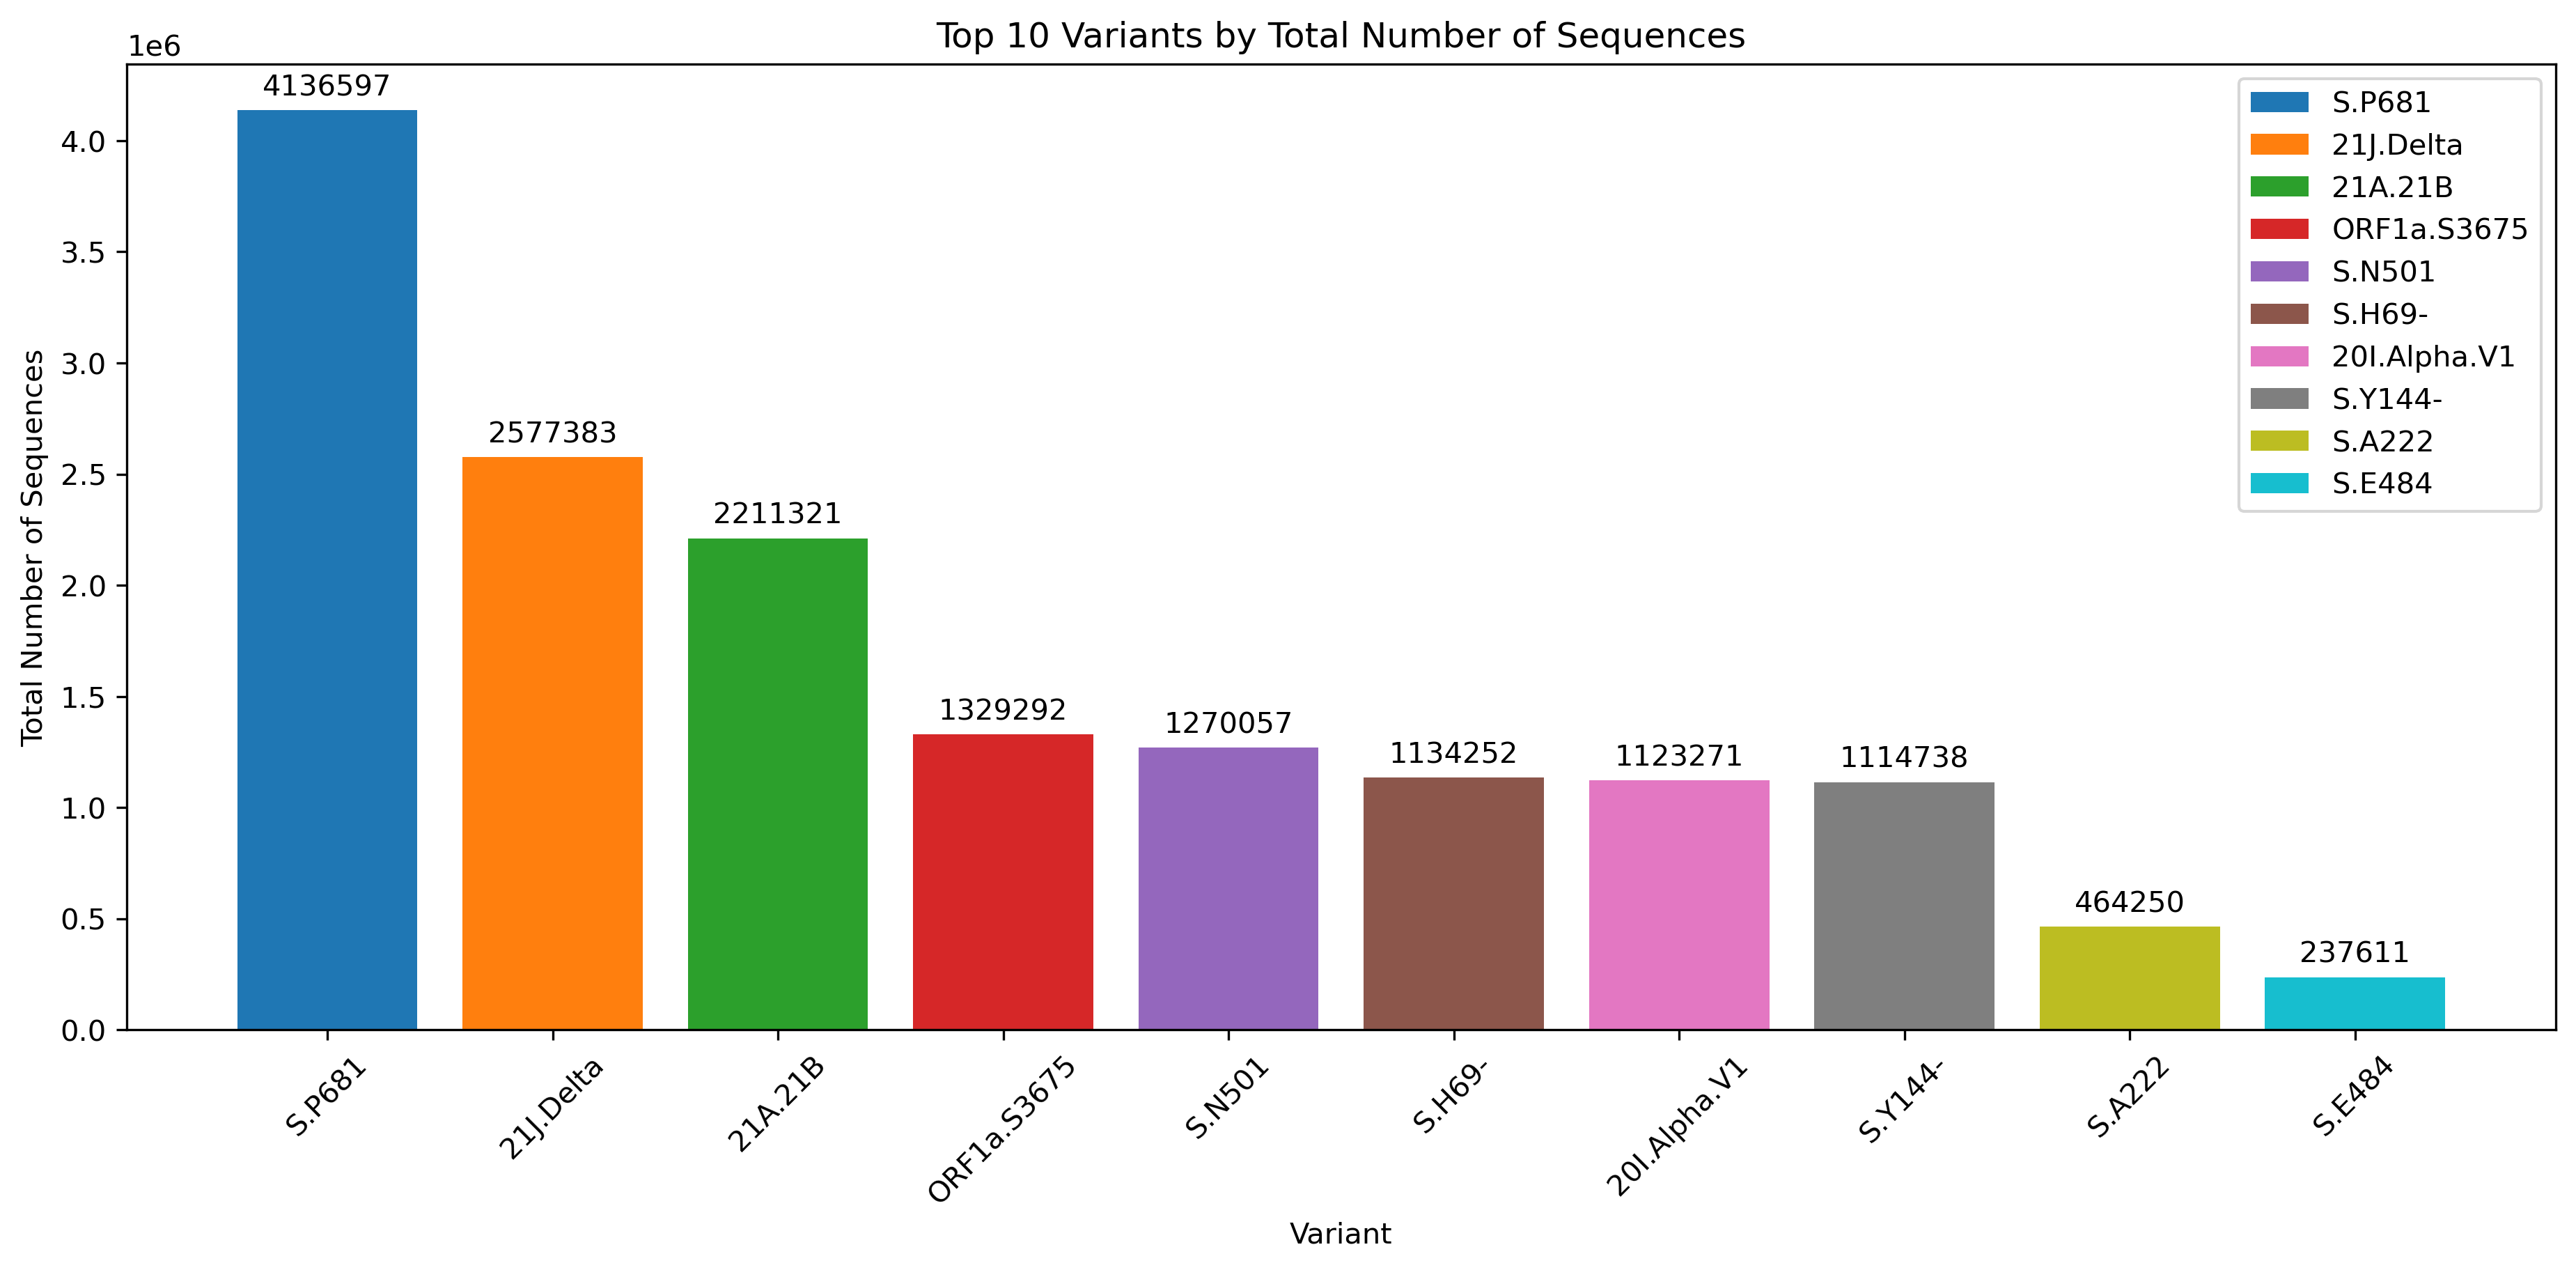 Top 10 Variants by Total Number of Sequences
1e6
4.0
3.5
3.0
2.5
2.0
1.5
1.0
0.5
0.0
Total Number of Sequences
4136597
2577383
2211321
1329292
1270057
1134252
1123271
1114738
464250
237611
S.P681
21J.Delta
21A.21B
ORF1a.S3675
S.N501
S.H69-
20I.Alpha.V1
S.Y144-
S.A222
S.E484
S.P681
21J.Delta
21A.21B
ORF1a.S3675
S.N501
S.H69-
20I.Alpha.V1
S.Y144-
S.A222
S.E484
Variant